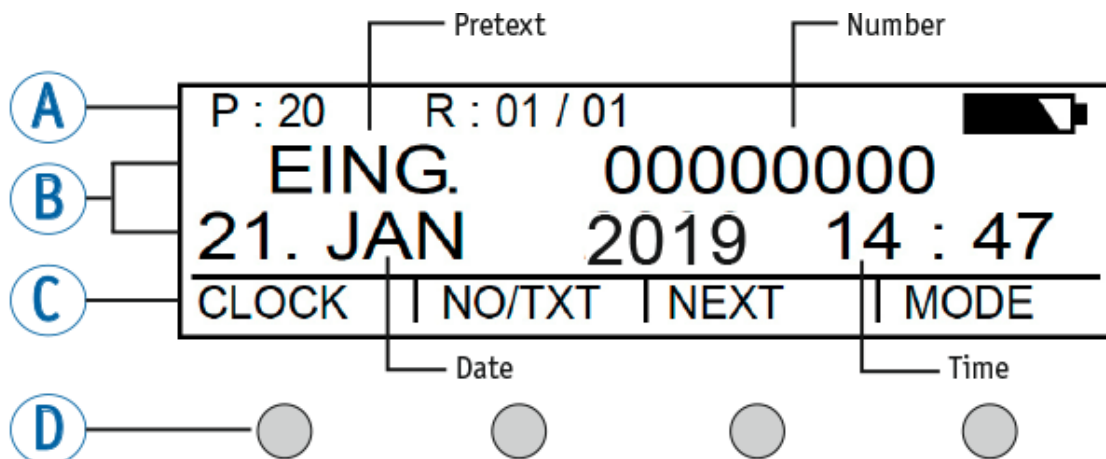 Pretext Number
A P : 20 R : 01 / 01
B EING. 00000000
21. JAN 2019 14 : 47
C CLOCK NO/TXT NEXT MODE
Date Time
D